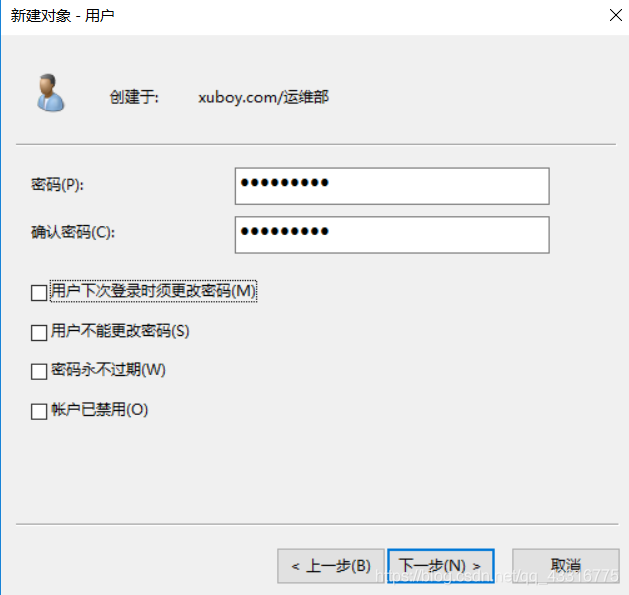 新建对象 - 用户
创建于: xuboy.com/运维部
密码(P): ●●●●●●●●●
确认密码(C): ●●●●●●●●●
用户下次登录时须更改密码(M)
用户不能更改密码(S)
密码永不过期(W)
帐户已禁用(O)
< 上一步(B) 下一步(N) > 取消
https://blog.csdn.net/qq_43316775